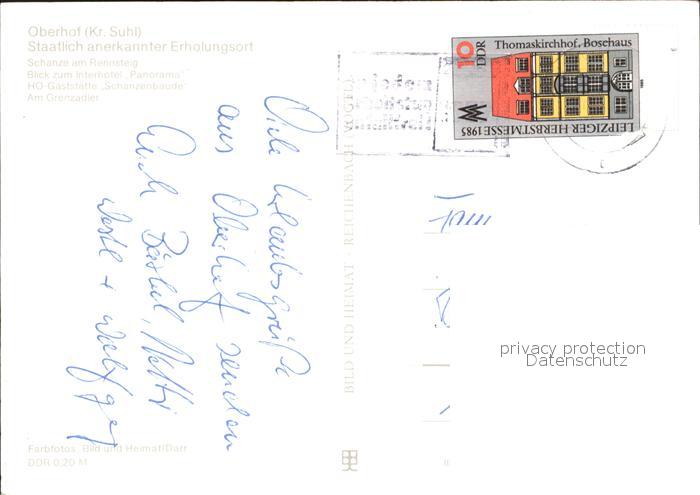 Oberhof (Kr. Suhl)
Staatlich anerkannter Erholungsort
Schanze am Rennsteig
Blick zum Interhotel „Panorama“
HO-Gaststätte „Schanzenbaude“
Am Grenzadler
Viele Urlaubsgrüße
aus Oberhof senden
Euch Bärbel,
+ Wolfgang
Farbfotos: Bild und Heimat/Darr
DDR 0,20 M
BILD UND HEIMAT · REICHENBACH VOGTL
10 DDR
Thomaskirchhof, Bosehaus
LEIPZIGER HERBSTMESSE 1985
privacy protection
Datenschutz